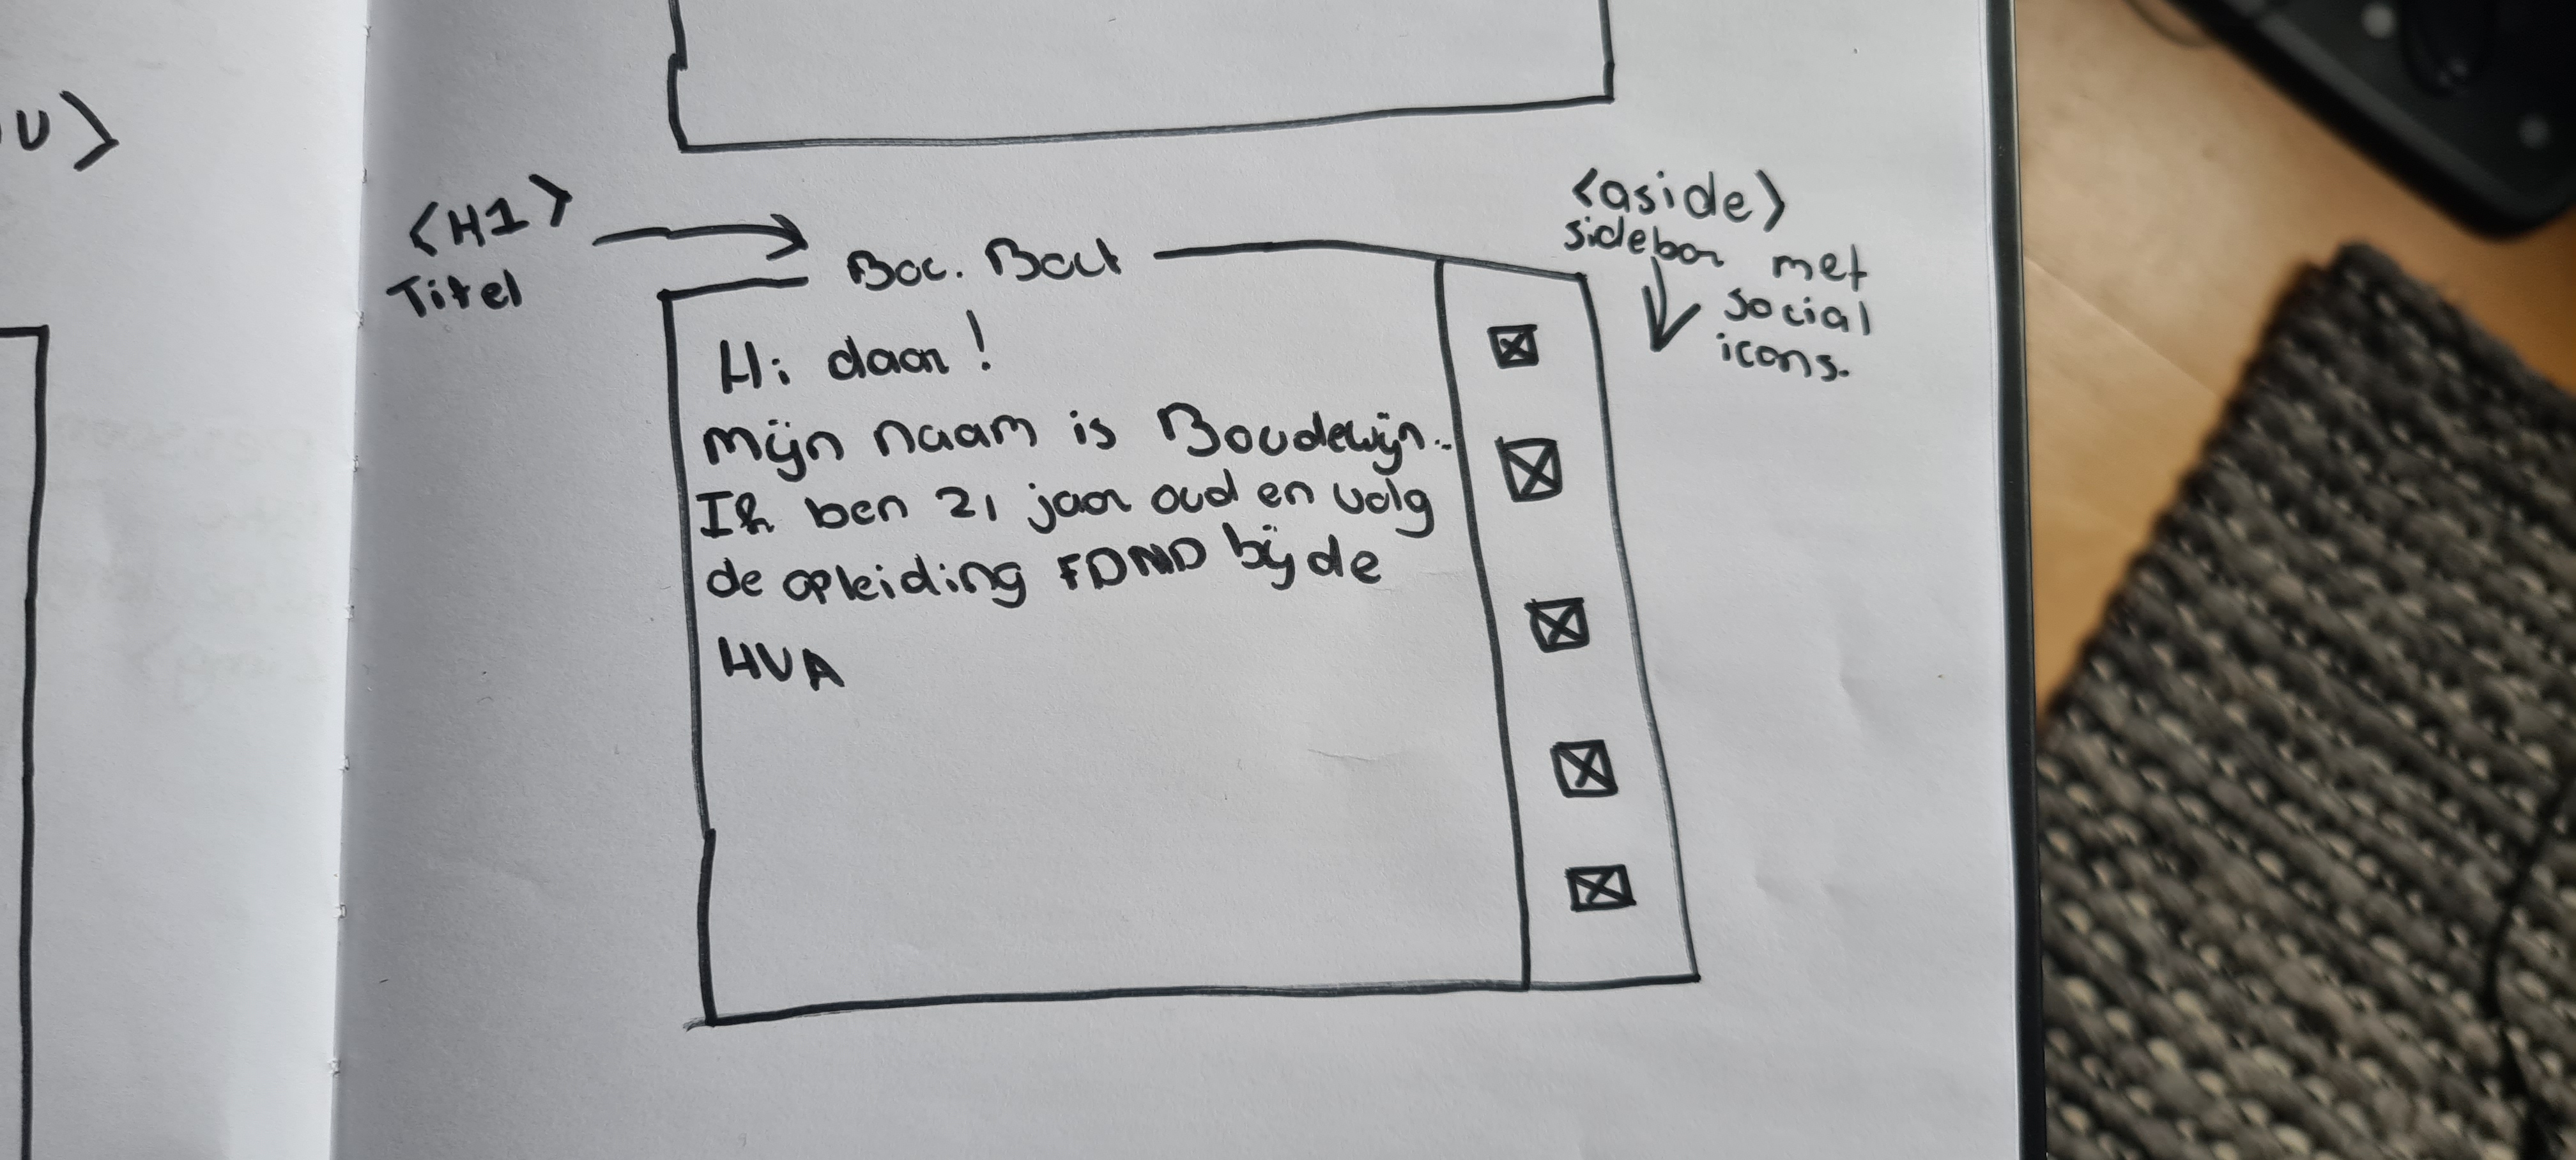 U>
<H1>
Titel
Boc. Bout
Hi daar!
Mijn naam is Boudewijn..
Ik ben 21 jaar oud en volg
de opleiding FDND bij de
HVA
<aside>
sidebar met
social
icons.